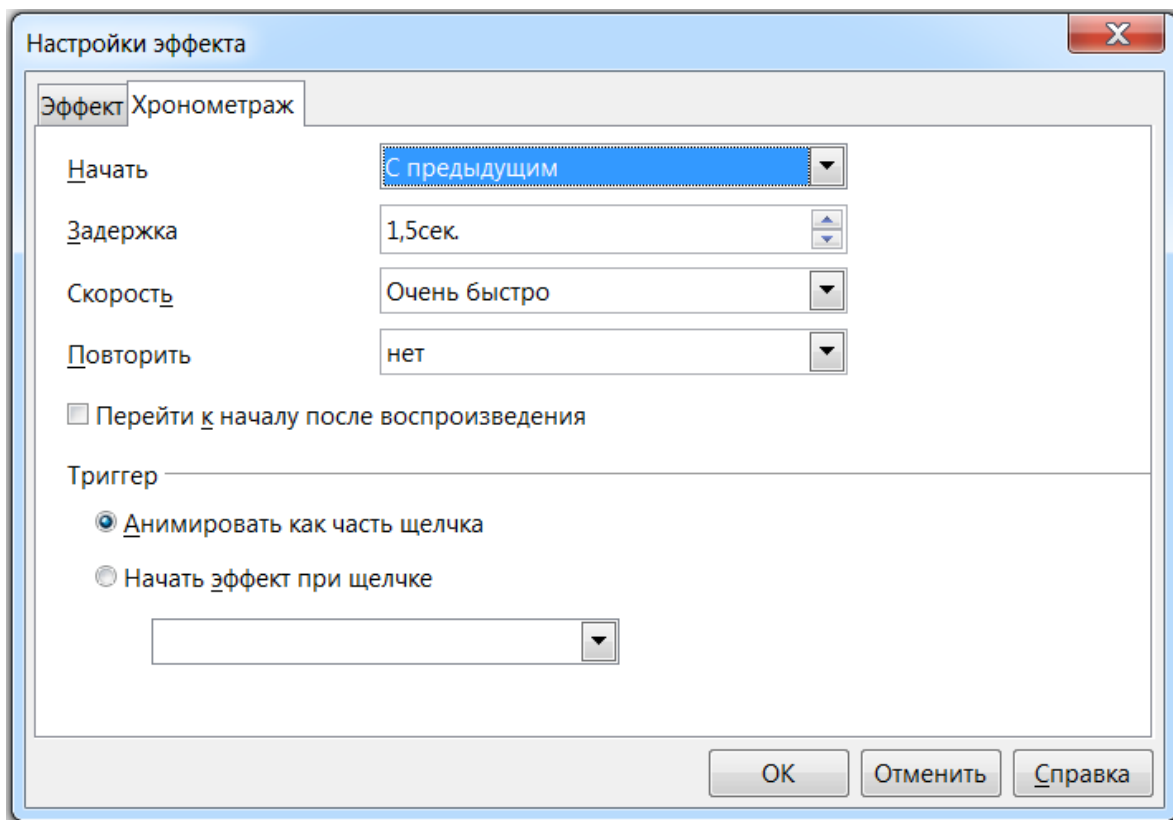 Настройки эффекта
Эффект Хронометраж
Начать С предыдущим
Задержка 1,5сек.
Скорость Очень быстро
Повторить нет
Перейти к началу после воспроизведения
Триггер
Анимировать как часть щелчка
Начать эффект при щелчке
OK Отменить Справка